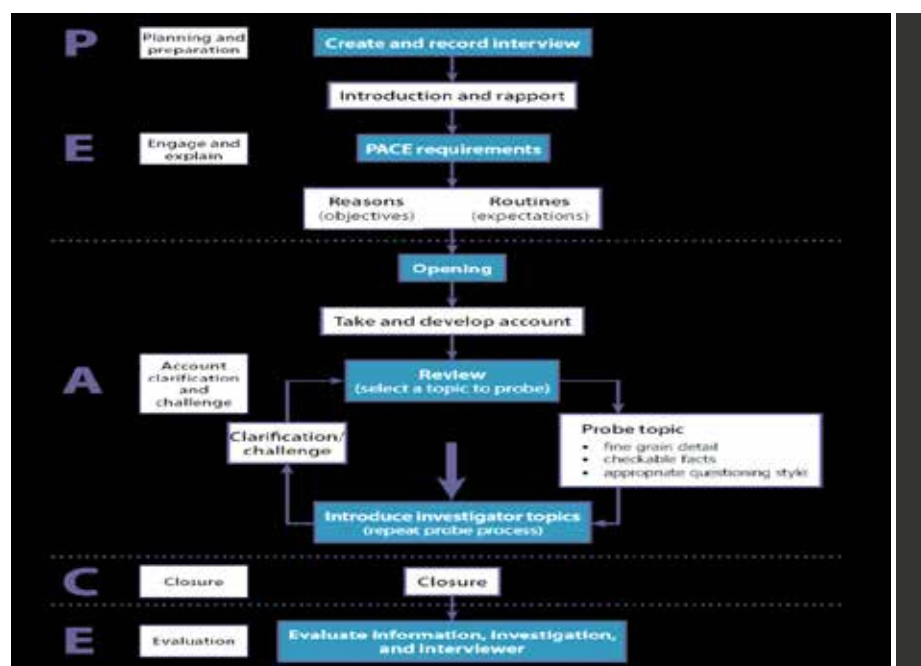 P
Planning and
preparation
Create and record interview
Introduction and rapport
E
Engage and
explain
PACE requirements
Reasons
(objectives)
Routines
(expectations)
Opening
Take and develop account
A
Account
clarification
and
challenge
Review
(select a topic to probe)
Clarification/
challenge
Probe topic
• fine grain detail
• checkable facts
• appropriate questioning style
Introduce investigator topics
(repeat probe process)
C
Closure
Closure
E
Evaluation
Evaluate information, investigation,
and interviewer